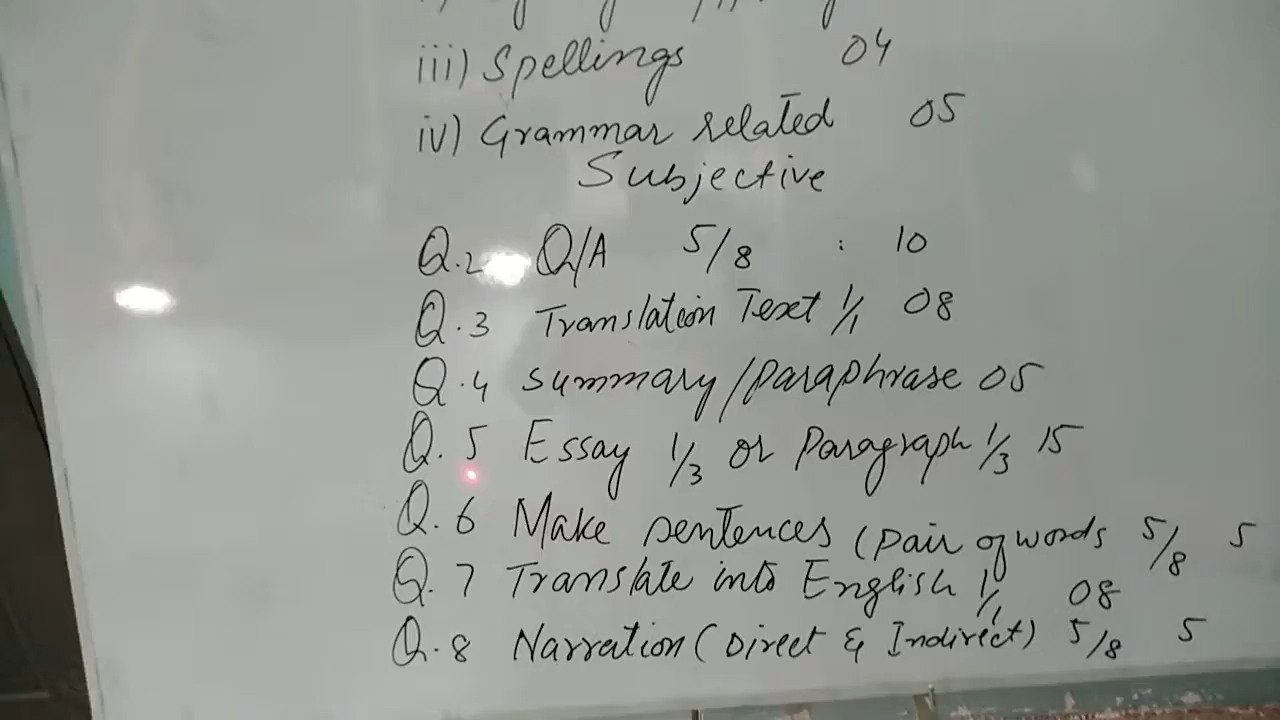 iii) Spellings 04
iv) Grammar related 05
Subjective
Q.2 Q/A 5/8 : 10
Q.3 Translation Text 1/1 08
Q.4 Summary/Paraphrase 05
Q.5 Essay 1/3 or Paragraph 1/3 15
Q.6 Make sentences (Pair of words 5/8 5
Q.7 Translate into English 1/1 08
Q.8 Narration (Direct & Indirect) 5/8 5